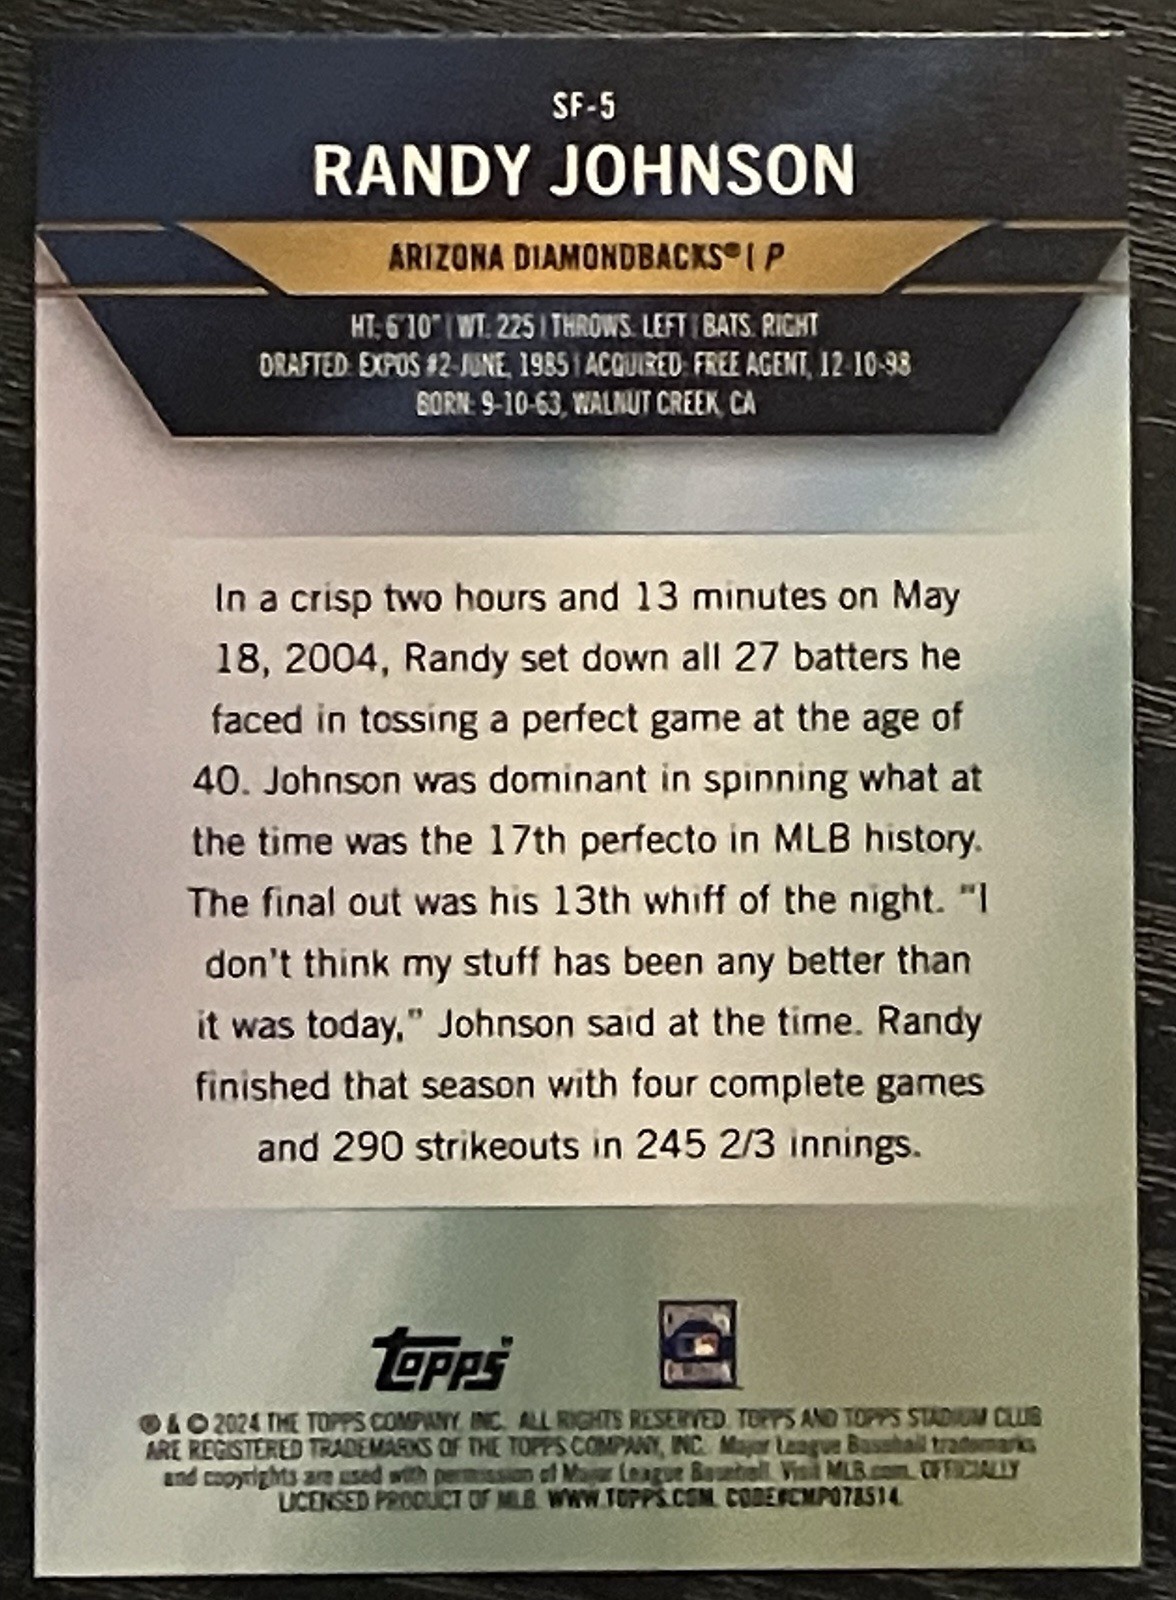 SF-5
RANDY JOHNSON
ARIZONA DIAMONDBACKS® | P
HT: 6'10" | WT: 225 | THROWS: LEFT | BATS: RIGHT
DRAFTED: EXPOS #2-JUNE, 1985 | ACQUIRED: FREE AGENT, 12-10-98
BORN: 9-10-63, WALNUT CREEK, CA
In a crisp two hours and 13 minutes on May
18, 2004, Randy set down all 27 batters he
faced in tossing a perfect game at the age of
40. Johnson was dominant in spinning what at
the time was the 17th perfecto in MLB history.
The final out was his 13th whiff of the night. "I
don't think my stuff has been any better than
it was today," Johnson said at the time. Randy
finished that season with four complete games
and 290 strikeouts in 245 2/3 innings.
Topps™
® & © 2024 THE TOPPS COMPANY, INC. ALL RIGHTS RESERVED. TOPPS AND TOPPS STADIUM CLUB
ARE REGISTERED TRADEMARKS OF THE TOPPS COMPANY, INC. Major League Baseball trademarks
and copyrights are used with permission of Major League Baseball. Visit MLB.com. OFFICIALLY
LICENSED PRODUCT OF MLB. WWW.TOPPS.COM. CODE#CMP078514